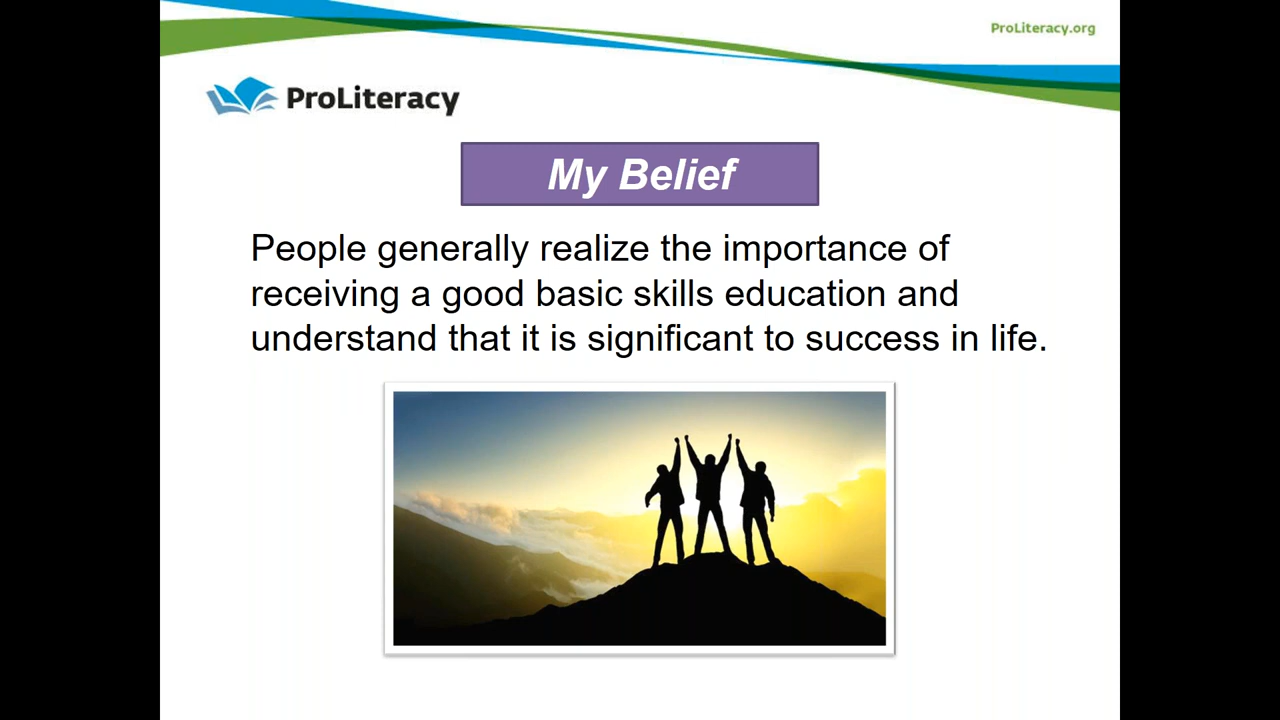 ProLiteracy.org
ProLiteracy
My Belief
People generally realize the importance of
receiving a good basic skills education and
understand that it is significant to success in life.